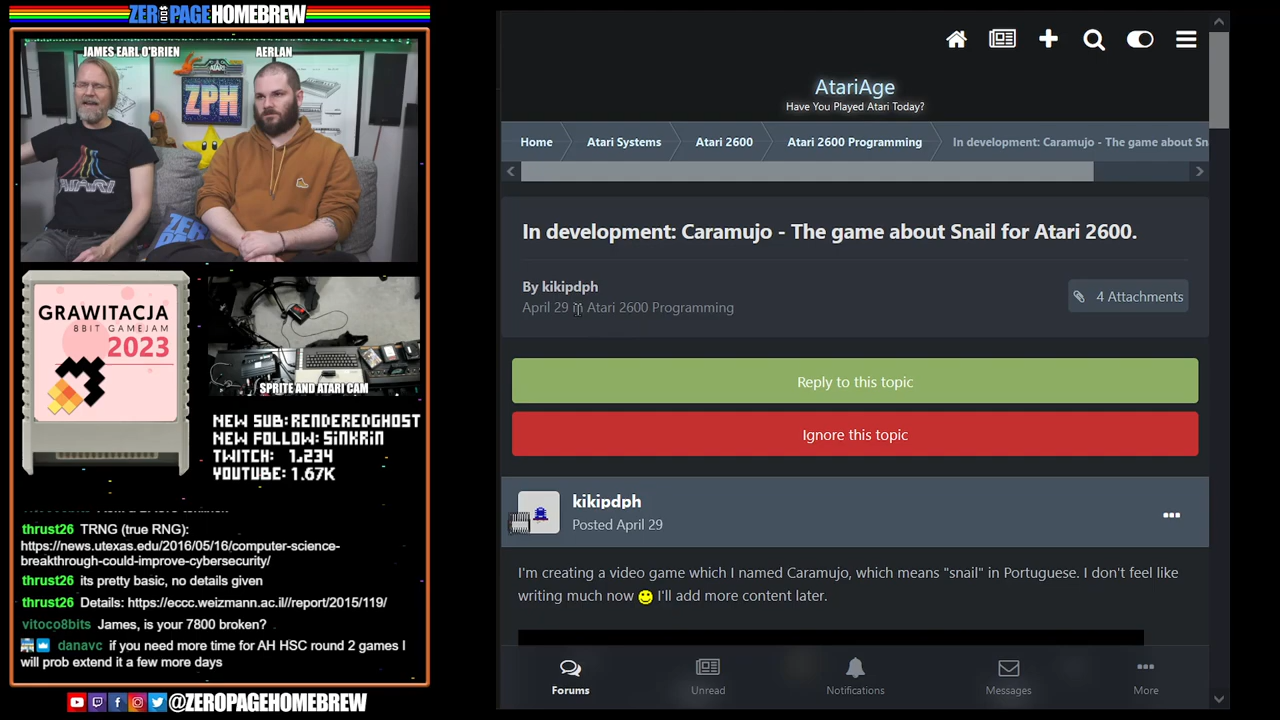 ZEROPAGE HOMEBREW
JAMES EARL O'BRIEN
AERLAN
ATARI
ZPH
ATARI
GRAWITACJA
8BIT GAMEJAM
2023
SPRITE AND ATARI CAM
NEW SUB:RENDEREDGHOST
NEW FOLLOW:SINKRIN
TWITCH: 1,234
YOUTUBE: 1.67K
thrust26 TRNG (true RNG):
https://news.utexas.edu/2016/05/16/computer-science-
breakthrough-could-improve-cybersecurity/
thrust26 its pretty basic, no details given
thrust26 Details: https://eccc.weizmann.ac.il//report/2015/119/
vitoco8bits James, is your 7800 broken?
danavc if you need more time for AH HSC round 2 games I
will prob extend it a few more days
@ZEROPAGEHOMEBREW
AtariAge
Have You Played Atari Today?
Home
Atari Systems
Atari 2600
Atari 2600 Programming
In development: Caramujo - The game about Sn
In development: Caramujo - The game about Snail for Atari 2600.
By kikipdph
April 29 in Atari 2600 Programming
4 Attachments
Reply to this topic
Ignore this topic
kikipdph
Posted April 29
I'm creating a video game which I named Caramujo, which means "snail" in Portuguese. I don't feel like
writing much now 🙂 I'll add more content later.
Forums
Unread
Notifications
Messages
More